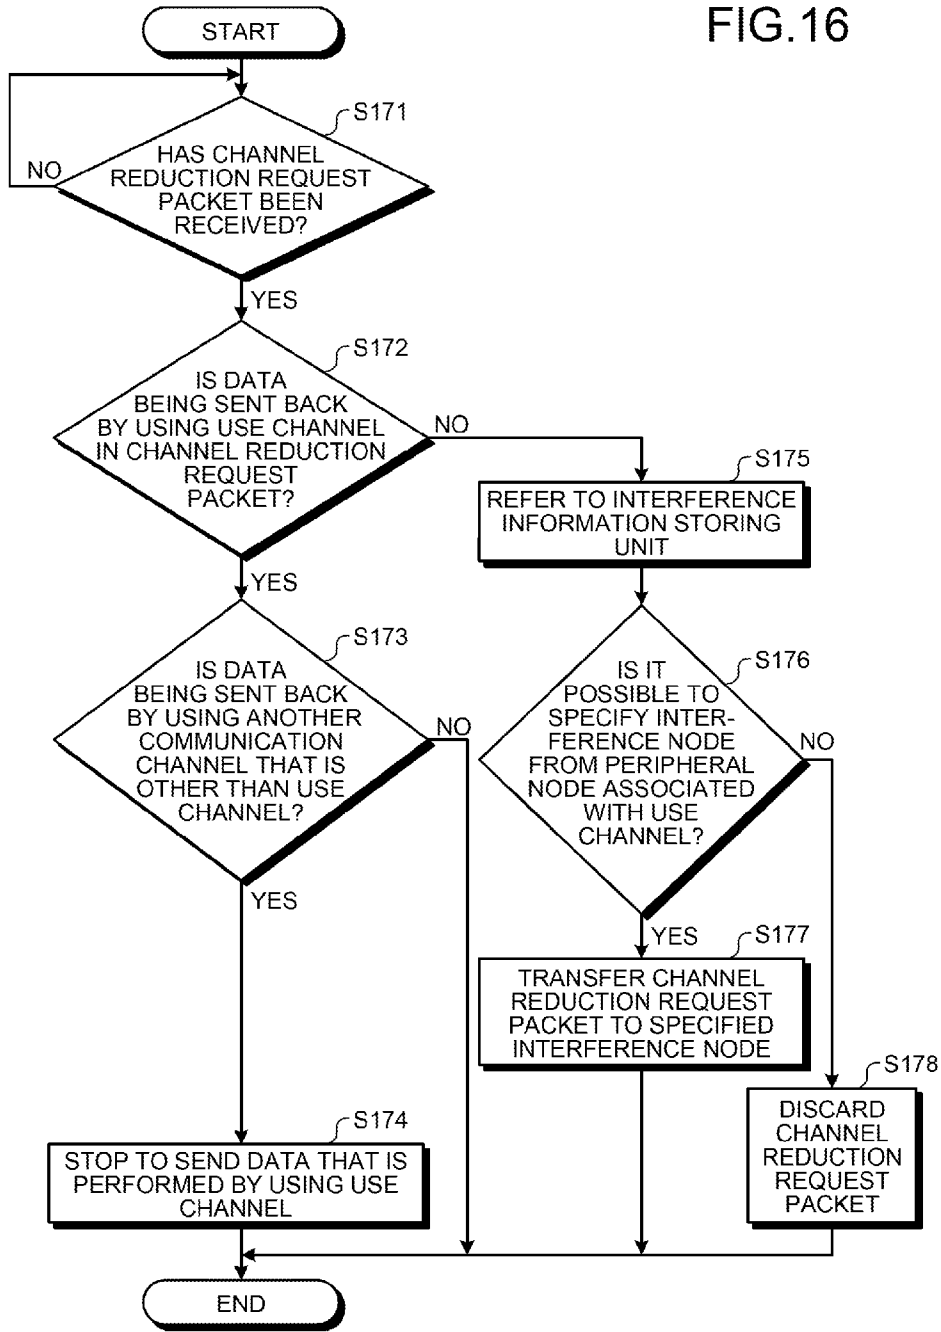 FIG.16
START
S171
HAS CHANNEL
REDUCTION REQUEST
PACKET BEEN
RECEIVED?
NO
YES
S172
IS DATA
BEING SENT BACK
BY USING USE CHANNEL
IN CHANNEL REDUCTION
REQUEST
PACKET?
NO
YES
S173
IS DATA
BEING SENT BACK
BY USING ANOTHER
COMMUNICATION
CHANNEL THAT IS
OTHER THAN USE
CHANNEL?
NO
YES
S174
STOP TO SEND DATA THAT IS
PERFORMED BY USING USE
CHANNEL
S175
REFER TO INTERFERENCE
INFORMATION STORING
UNIT
S176
IS IT
POSSIBLE TO
SPECIFY INTER-
FERENCE NODE
FROM PERIPHERAL
NODE ASSOCIATED
WITH USE
CHANNEL?
NO
YES
S177
TRANSFER CHANNEL
REDUCTION REQUEST
PACKET TO SPECIFIED
INTERFERENCE NODE
S178
DISCARD
CHANNEL
REDUCTION
REQUEST
PACKET
END